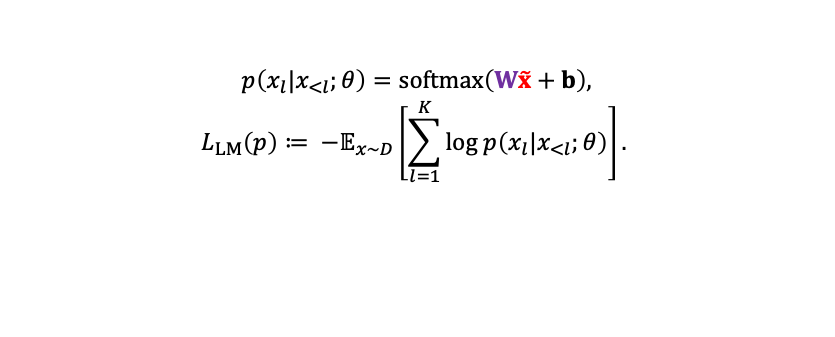 p(x_l|x_{<l}; θ) = softmax(Wx̃ + b),
L_LM(p) ≔ −𝔼_{x~D} [∑_{l=1}^{K} log p(x_l|x_{<l}; θ)].